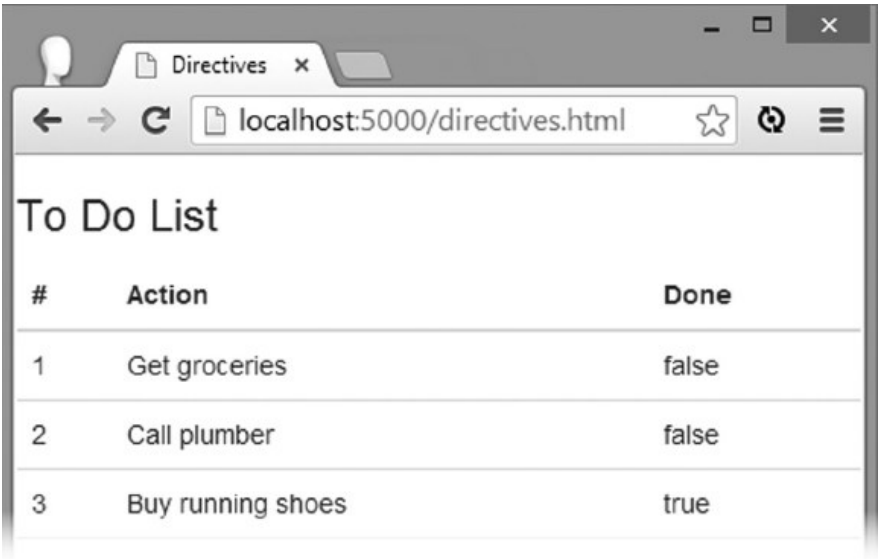 Directives
localhost:5000/directives.html
To Do List
# Action Done
1 Get groceries false
2 Call plumber false
3 Buy running shoes true